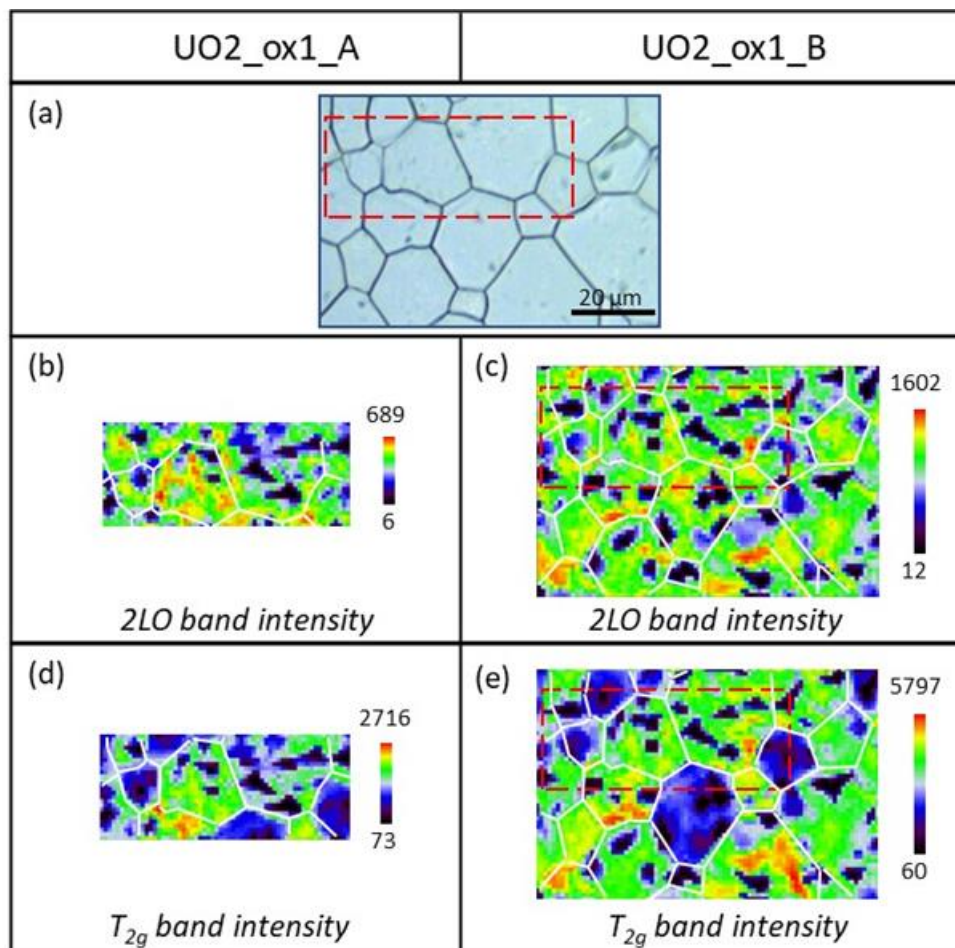 UO2_ox1_A
UO2_ox1_B
(a)
20 µm
(b)
689
6
2LO band intensity
(c)
1602
12
2LO band intensity
(d)
2716
73
T2g band intensity
(e)
5797
60
T2g band intensity